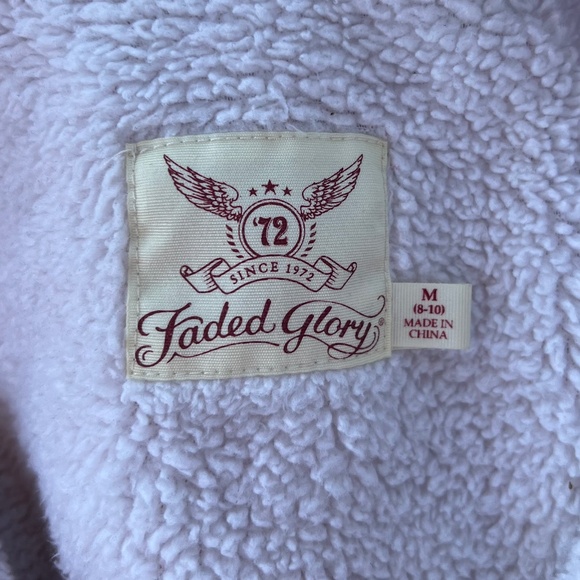 '72
SINCE 1972
Faded Glory®
M
(8-10)
MADE IN
CHINA